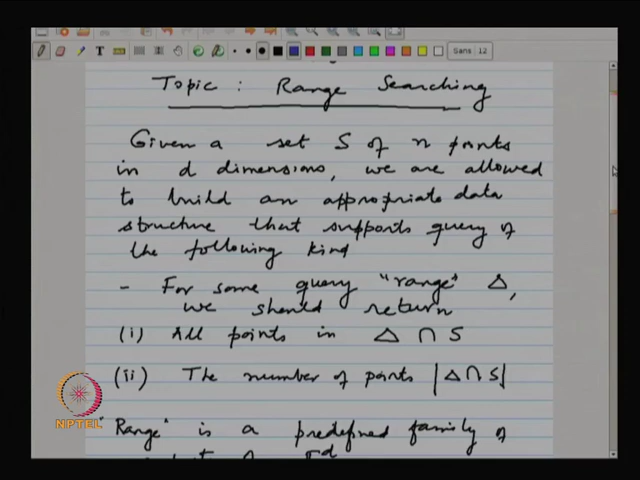 Sans 12
Topic : Range Searching
Given a set S of n points
in d dimensions, we are allowed
to build an appropriate data
structure that supports query of
the following kind
- For some query "range" Δ,
we should return
(i) All points in Δ ∩ S
(ii) The number of points |Δ ∩ S|
"Range" is a predefined family of
NPTEL